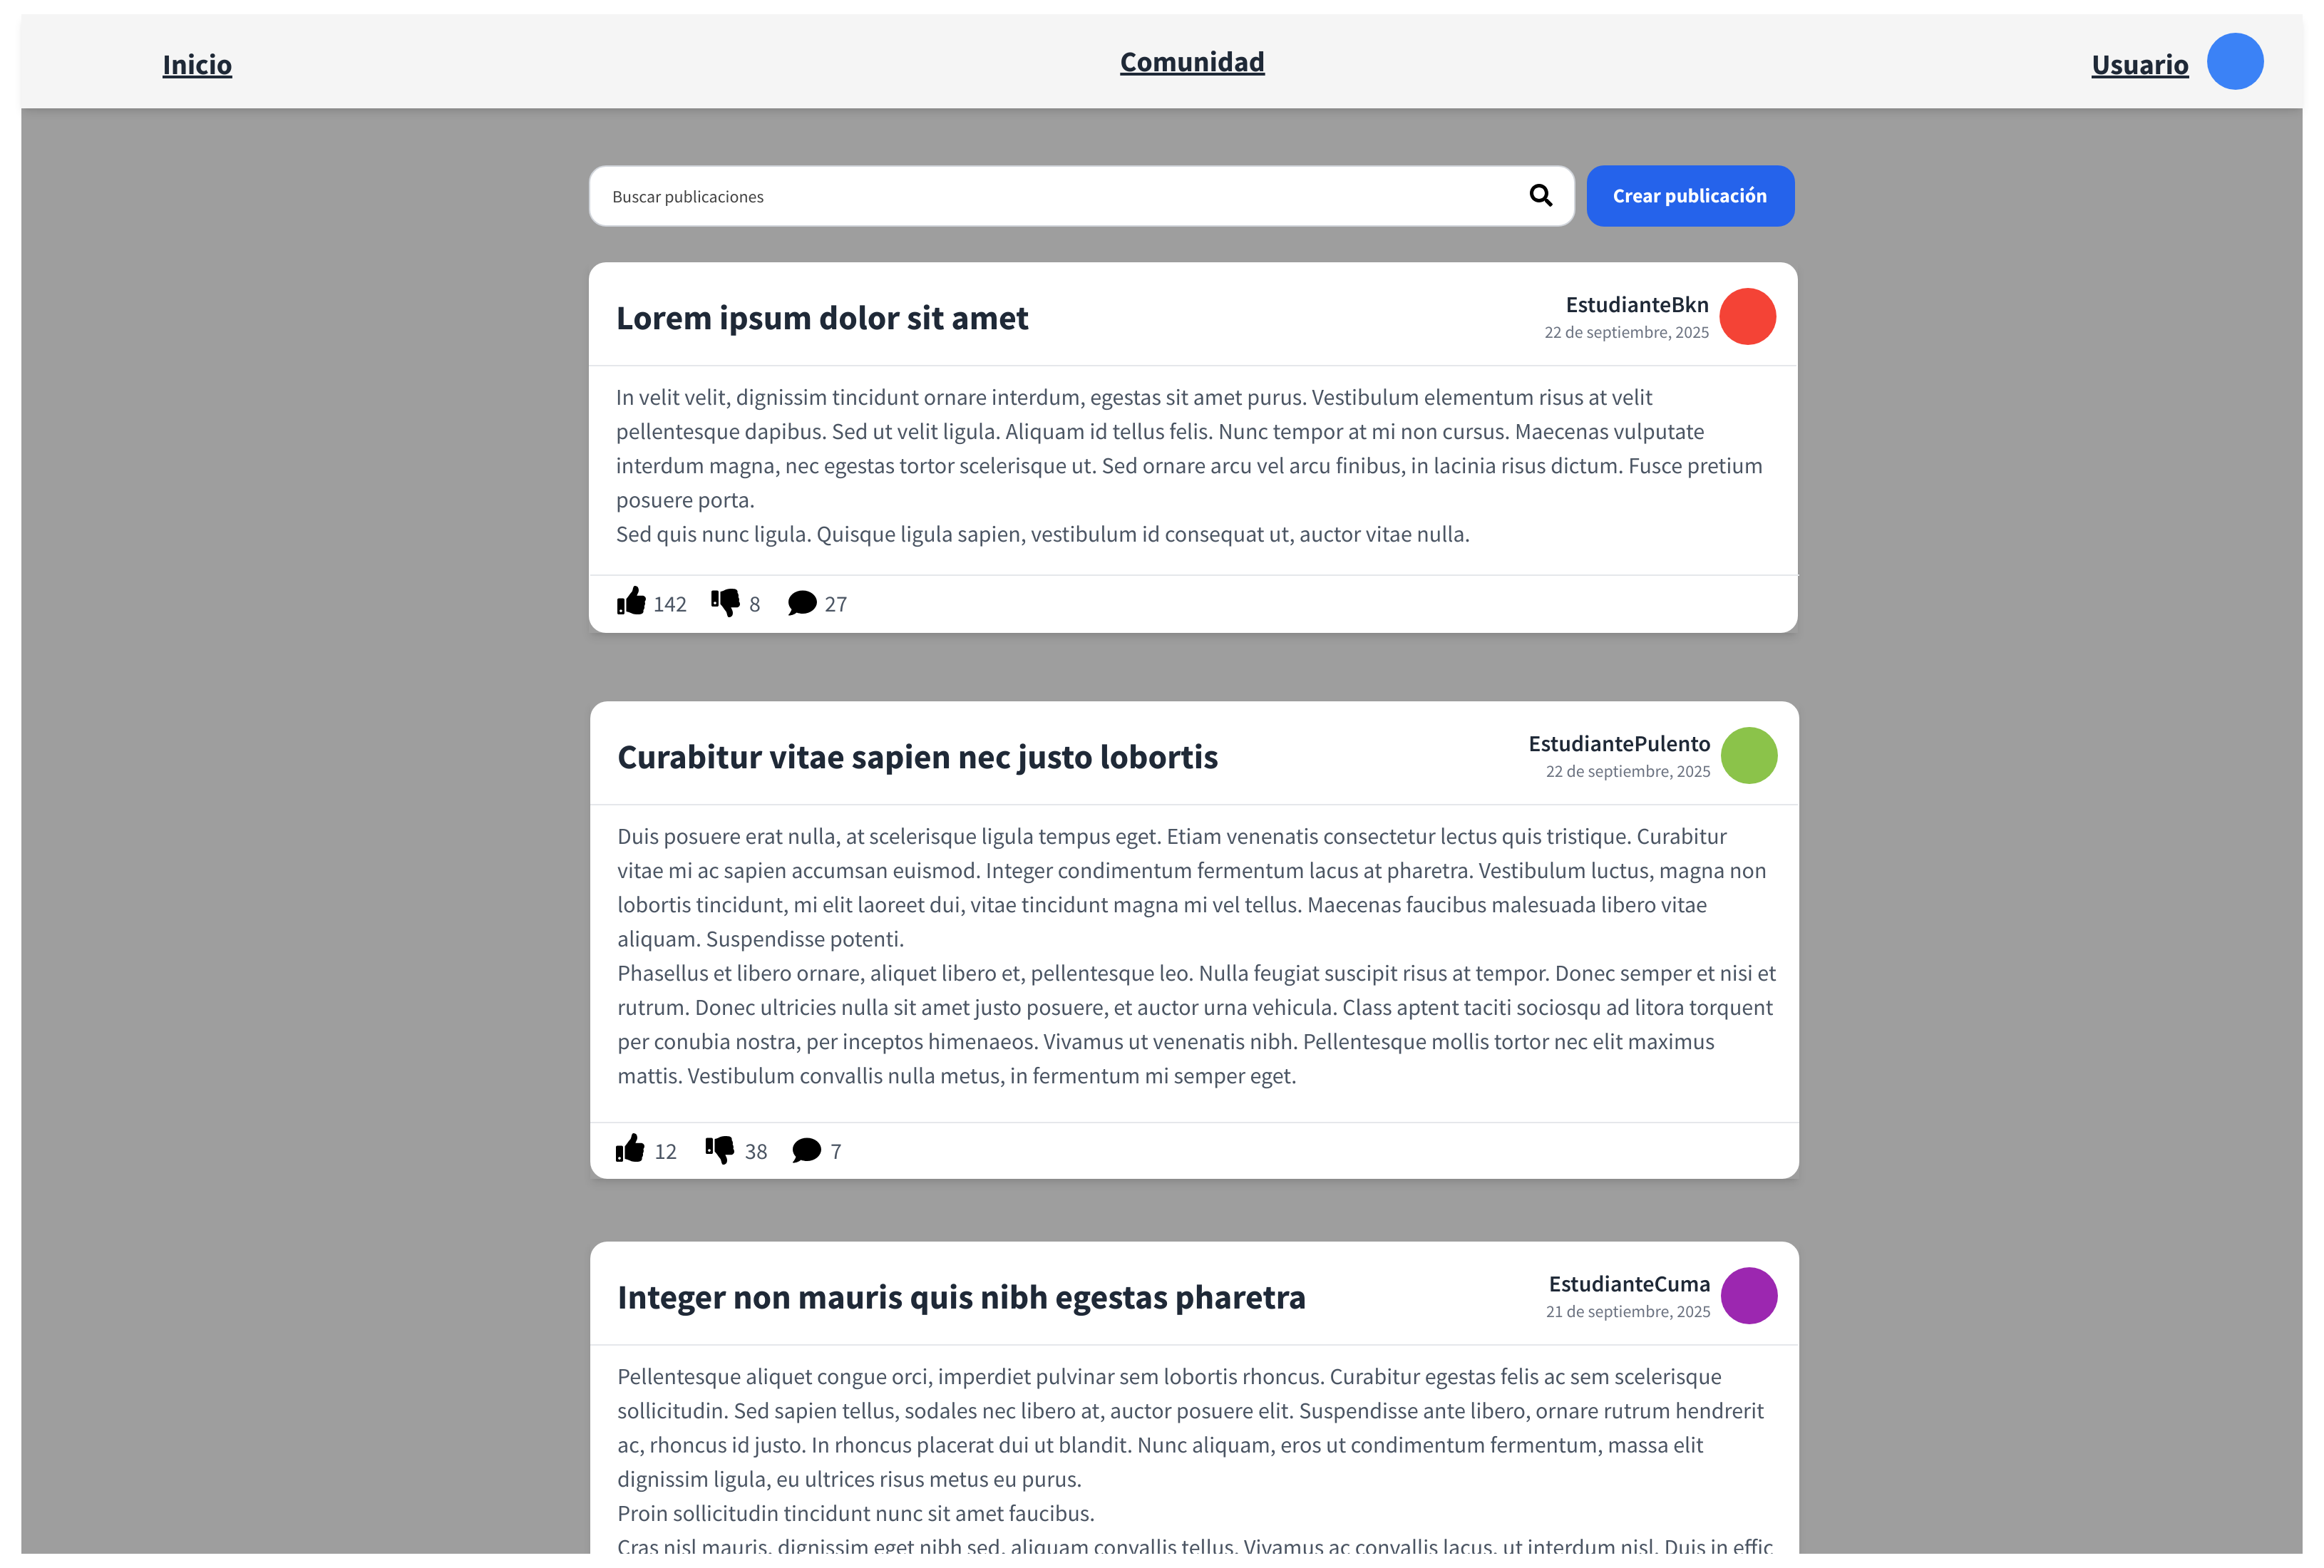 Inicio
Comunidad
Usuario
Buscar publicaciones
Crear publicación
Lorem ipsum dolor sit amet
EstudianteBkn
22 de septiembre, 2025
In velit velit, dignissim tincidunt ornare interdum, egestas sit amet purus. Vestibulum elementum risus at velit
pellentesque dapibus. Sed ut velit ligula. Aliquam id tellus felis. Nunc tempor at mi non cursus. Maecenas vulputate
interdum magna, nec egestas tortor scelerisque ut. Sed ornare arcu vel arcu finibus, in lacinia risus dictum. Fusce pretium
posuere porta.
Sed quis nunc ligula. Quisque ligula sapien, vestibulum id consequat ut, auctor vitae nulla.
142 8 27
Curabitur vitae sapien nec justo lobortis
EstudiantePulento
22 de septiembre, 2025
Duis posuere erat nulla, at scelerisque ligula tempus eget. Etiam venenatis consectetur lectus quis tristique. Curabitur
vitae mi ac sapien accumsan euismod. Integer condimentum fermentum lacus at pharetra. Vestibulum luctus, magna non
lobortis tincidunt, mi elit laoreet dui, vitae tincidunt magna mi vel tellus. Maecenas faucibus malesuada libero vitae
aliquam. Suspendisse potenti.
Phasellus et libero ornare, aliquet libero et, pellentesque leo. Nulla feugiat suscipit risus at tempor. Donec semper et nisi et
rutrum. Donec ultricies nulla sit amet justo posuere, et auctor urna vehicula. Class aptent taciti sociosqu ad litora torquent
per conubia nostra, per inceptos himenaeos. Vivamus ut venenatis nibh. Pellentesque mollis tortor nec elit maximus
mattis. Vestibulum convallis nulla metus, in fermentum mi semper eget.
12 38 7
Integer non mauris quis nibh egestas pharetra
EstudianteCuma
21 de septiembre, 2025
Pellentesque aliquet congue orci, imperdiet pulvinar sem lobortis rhoncus. Curabitur egestas felis ac sem scelerisque
sollicitudin. Sed sapien tellus, sodales nec libero at, auctor posuere elit. Suspendisse ante libero, ornare rutrum hendrerit
ac, rhoncus id justo. In rhoncus placerat dui ut blandit. Nunc aliquam, eros ut condimentum fermentum, massa elit
dignissim ligula, eu ultrices risus metus eu purus.
Proin sollicitudin tincidunt nunc sit amet faucibus.
Cras nisl mauris, dignissim eget nibh sed, aliquam convallis tellus. Vivamus ac convallis lacus, ut interdum nisl. Duis in effic